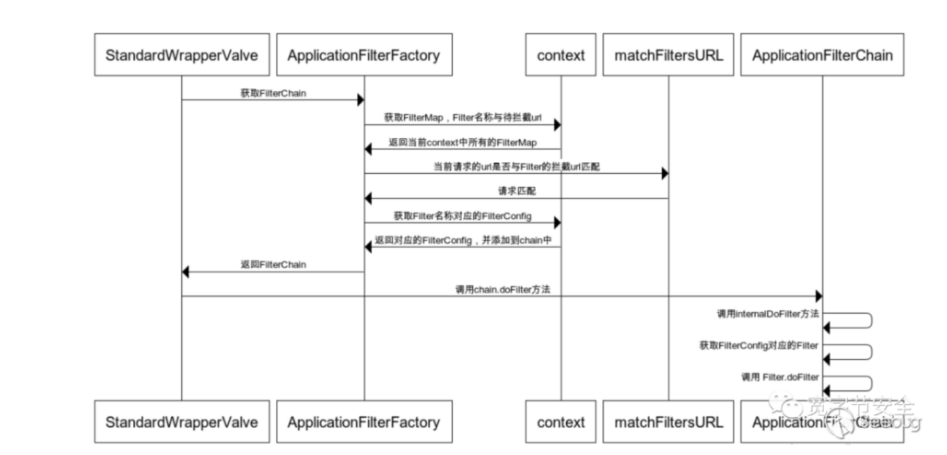 StandardWrapperValve
ApplicationFilterFactory
context
matchFiltersURL
ApplicationFilterChain
获取FilterChain
获取FilterMap，Filter名称与待拦截url
返回当前context中所有的FilterMap
当前请求的url是否与Filter的拦截url匹配
请求匹配
获取Filter名称对应的FilterConfig
返回对应的FilterConfig，并添加到chain中
返回FilterChain
调用chain.doFilter方法
调用internalDoFilter方法
获取FilterConfig对应的Filter
调用 Filter.doFilter
StandardWrapperValve
ApplicationFilterFactory
context
matchFiltersURL
ApplicationFilterChain
宽字节安全